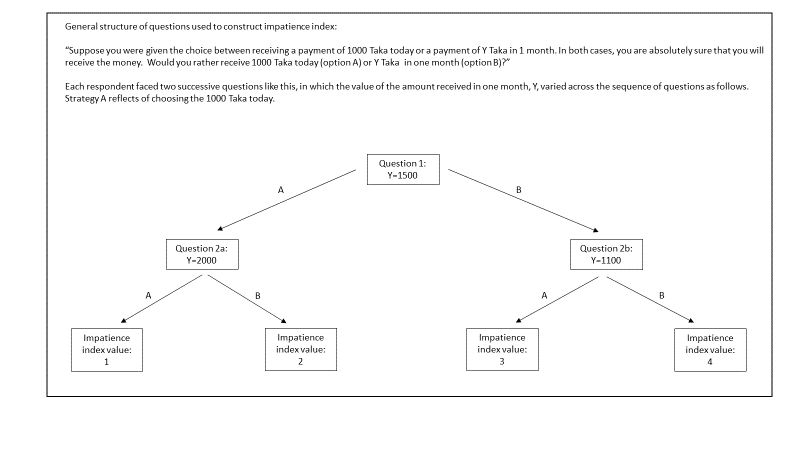 General structure of questions used to construct impatience index:
“Suppose you were given the choice between receiving a payment of 1000 Taka today or a payment of Y Taka in 1 month. In both cases, you are absolutely sure that you will
receive the money. Would you rather receive 1000 Taka today (option A) or Y Taka in one month (option B)?”
Each respondent faced two successive questions like this, in which the value of the amount received in one month, Y, varied across the sequence of questions as follows.
Strategy A reflects of choosing the 1000 Taka today.
Question 1:
Y=1500
A
B
Question 2a:
Y=2000
Question 2b:
Y=1100
A
B
A
B
Impatience
index value:
1
Impatience
index value:
2
Impatience
index value:
3
Impatience
index value:
4